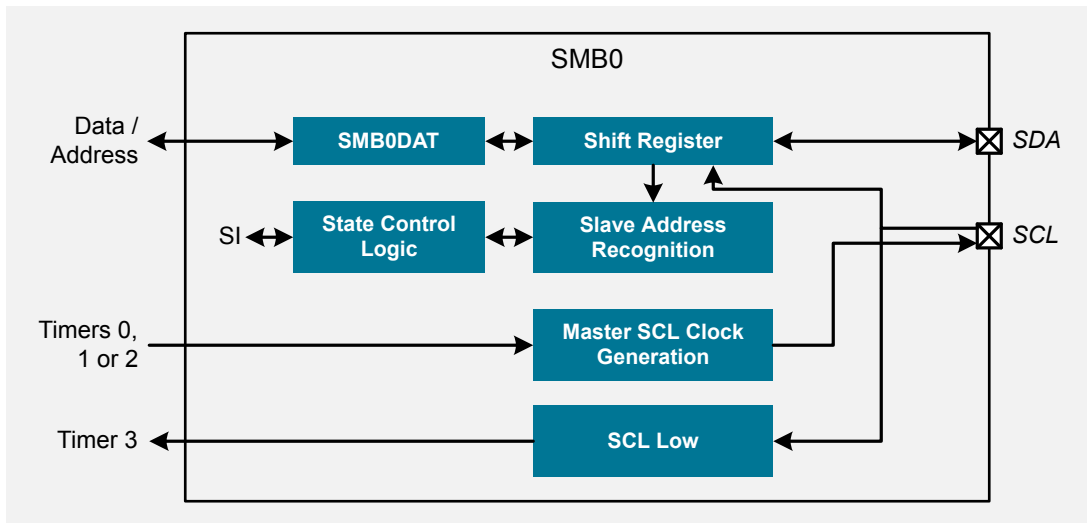 SMB0
Data /
Address
SMB0DAT
Shift Register
SDA
SI
State Control
Logic
Slave Address
Recognition
SCL
Timers 0,
1 or 2
Master SCL Clock
Generation
Timer 3
SCL Low